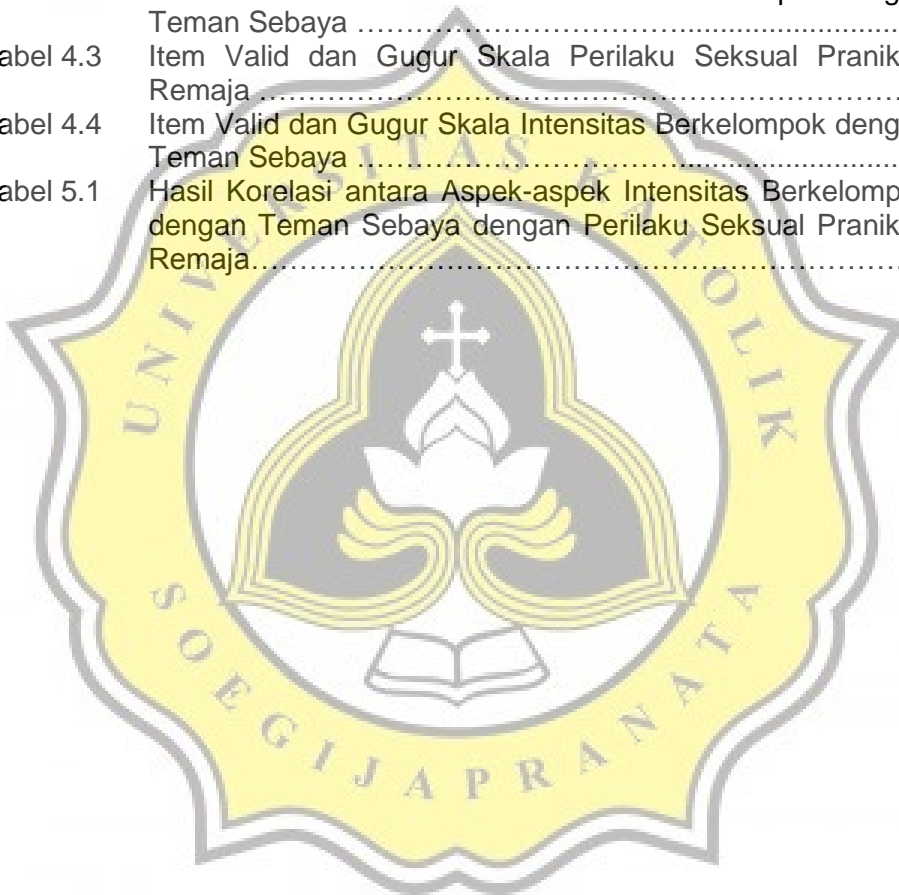 Teman Sebaya ……………………………………...........................
abel 4.3 Item Valid dan Gugur Skala Perilaku Seksual Pranik
Remaja ……………………………………………………………
abel 4.4 Item Valid dan Gugur Skala Intensitas Berkelompok deng
Teman Sebaya ……………………………………...........................
abel 5.1 Hasil Korelasi antara Aspek-aspek Intensitas Berkelomp
dengan Teman Sebaya dengan Perilaku Seksual Pranik
Remaja……………………………………………………………
UNIVERSITAS KATOLIK
SOEGIJAPRANATA